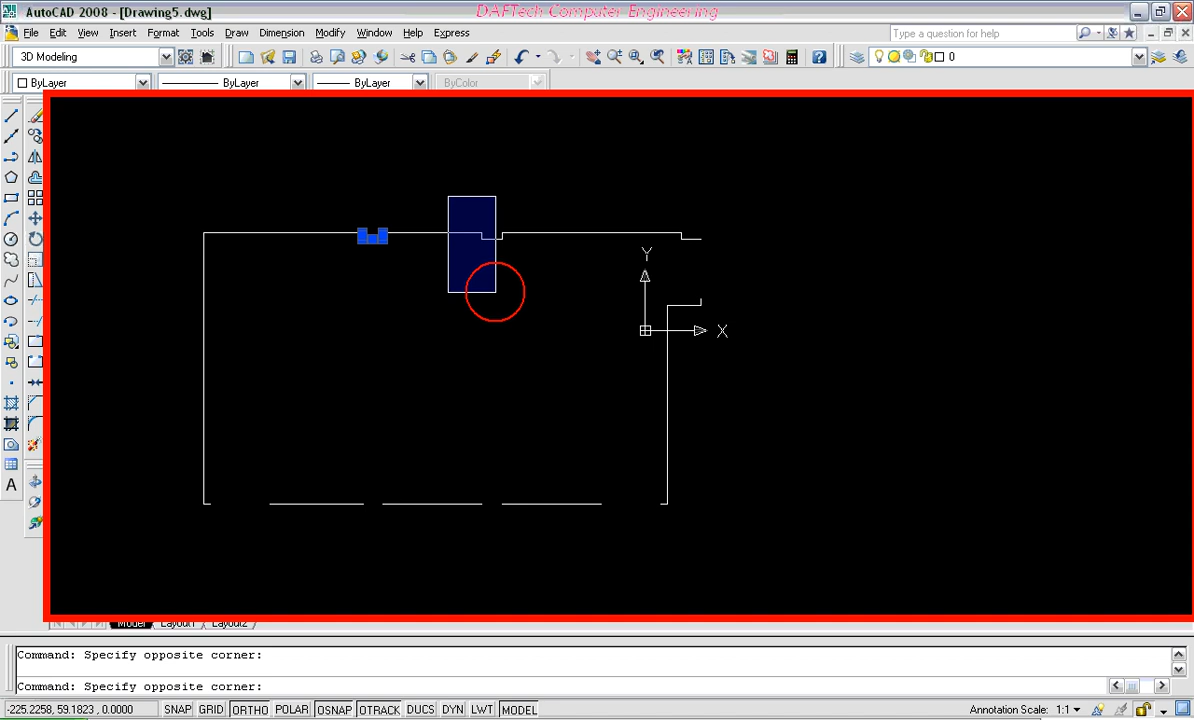 AutoCAD 2008 - [Drawing5.dwg]
DAFTech Computer Engineering
File Edit View Insert Format Tools Draw Dimension Modify Window Help Express
Type a question for help
3D Modeling
0
ByLayer
ByLayer
ByLayer
ByColor
Y
X
A
Model Layout1 Layout2
Command: Specify opposite corner:
Command: Specify opposite corner:
-225.2258, 59.1823, 0.0000
SNAP GRID ORTHO POLAR OSNAP OTRACK DUCS DYN LWT MODEL
Annotation Scale: 1:1